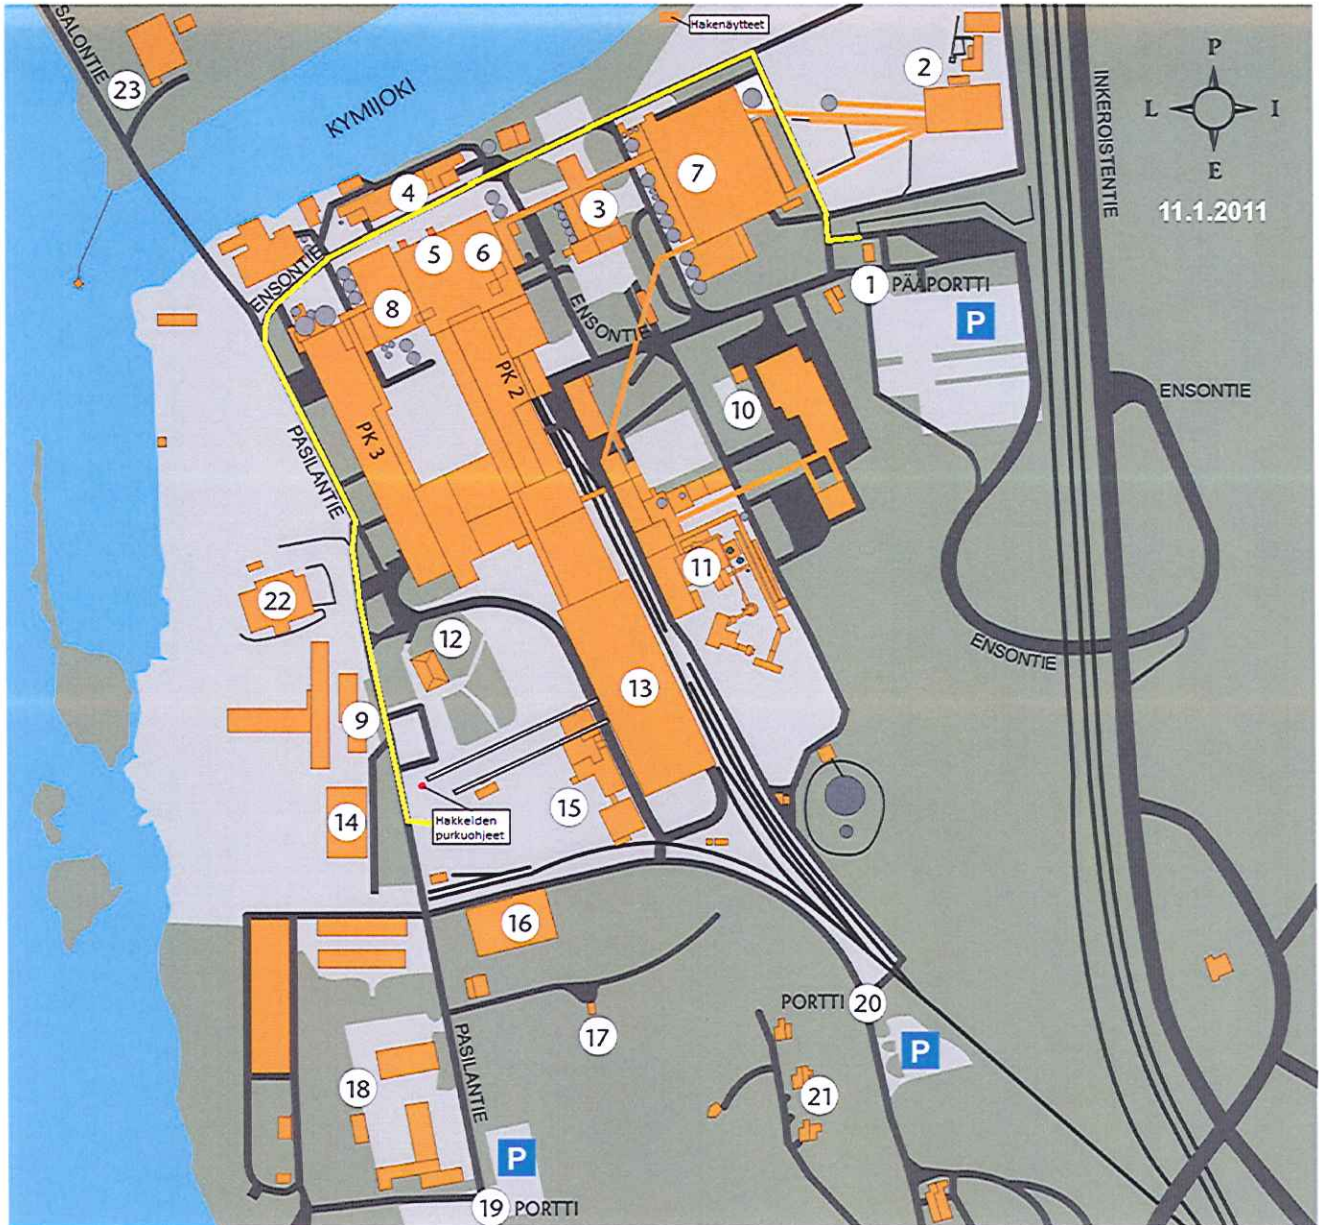 SALONTIE
23
KYMIJOKI
Hakenäytteet
2
INKEROISTENTIE
P
L
I
E
11.1.2011
7
4
3
5
6
ENSONTIE
8
ENSONTIE
1
PÄÄPORTTI
P
PK 2
PK 3
10
ENSONTIE
PASILANTIE
11
22
12
ENSONTIE
13
9
14
Hakkeiden
purkuohjeet
15
16
17
PORTTI
20
P
PASILANTIE
18
21
P
19
PORTTI